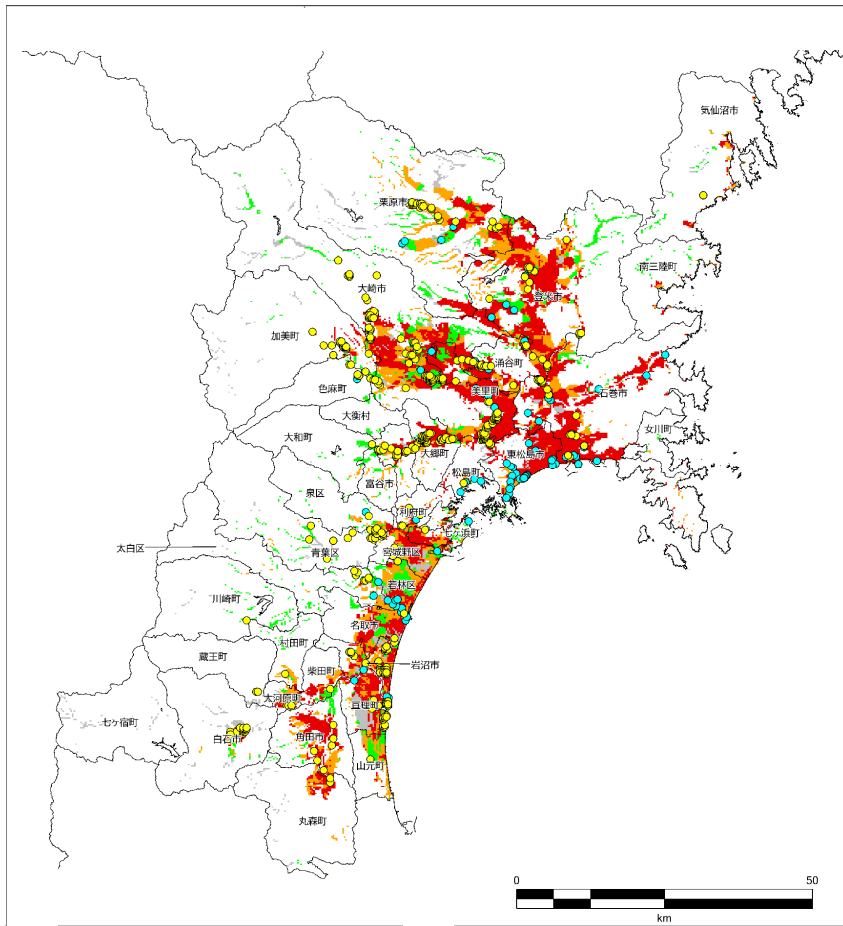 気仙沼市
栗原市
南三陸町
大崎市
登米市
加美町
涌谷町
色麻町
美里町
石巻市
大衡村
女川町
大和町
大郷町
東松島市
松島町
富谷市
泉区
利府町
七ヶ浜町
太白区
青葉区
宮城野区
若林区
川崎町
名取市
村田町
蔵王町
柴田町
岩沼市
大河原町
亘理町
七ヶ宿町
白石市
角田市
山元町
丸森町
0
50
km